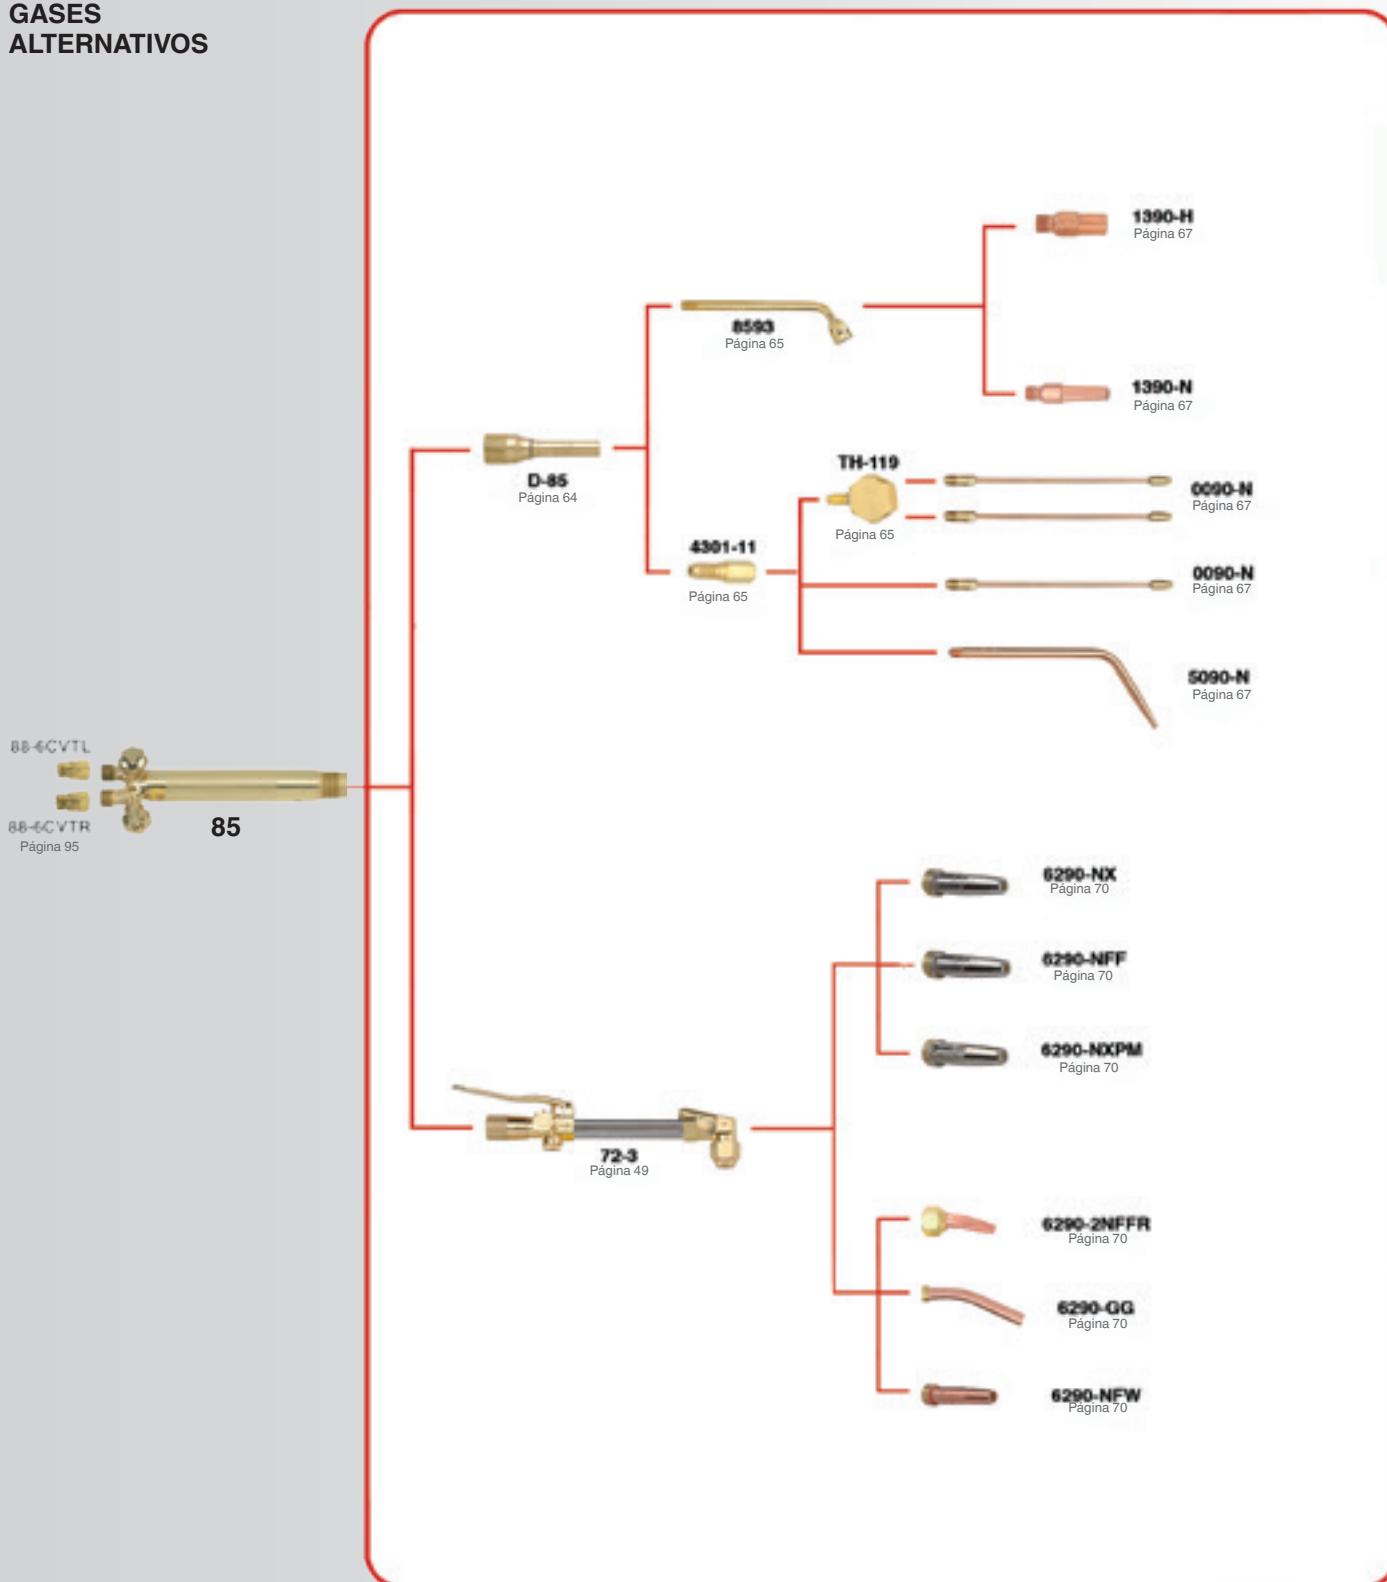 GASES
ALTERNATIVOS
1390-H
Página 67
8593
Página 65
1390-N
Página 67
D-85
Página 64
TH-119
Página 65
0090-N
Página 67
4301-11
Página 65
0090-N
Página 67
5090-N
Página 67
88-6CVTL
88-6CVTR
Página 95
85
6290-NX
Página 70
6290-NFF
Página 70
6290-NXPM
Página 70
72-3
Página 49
6290-2NFFR
Página 70
6290-GG
Página 70
6290-NFW
Página 70